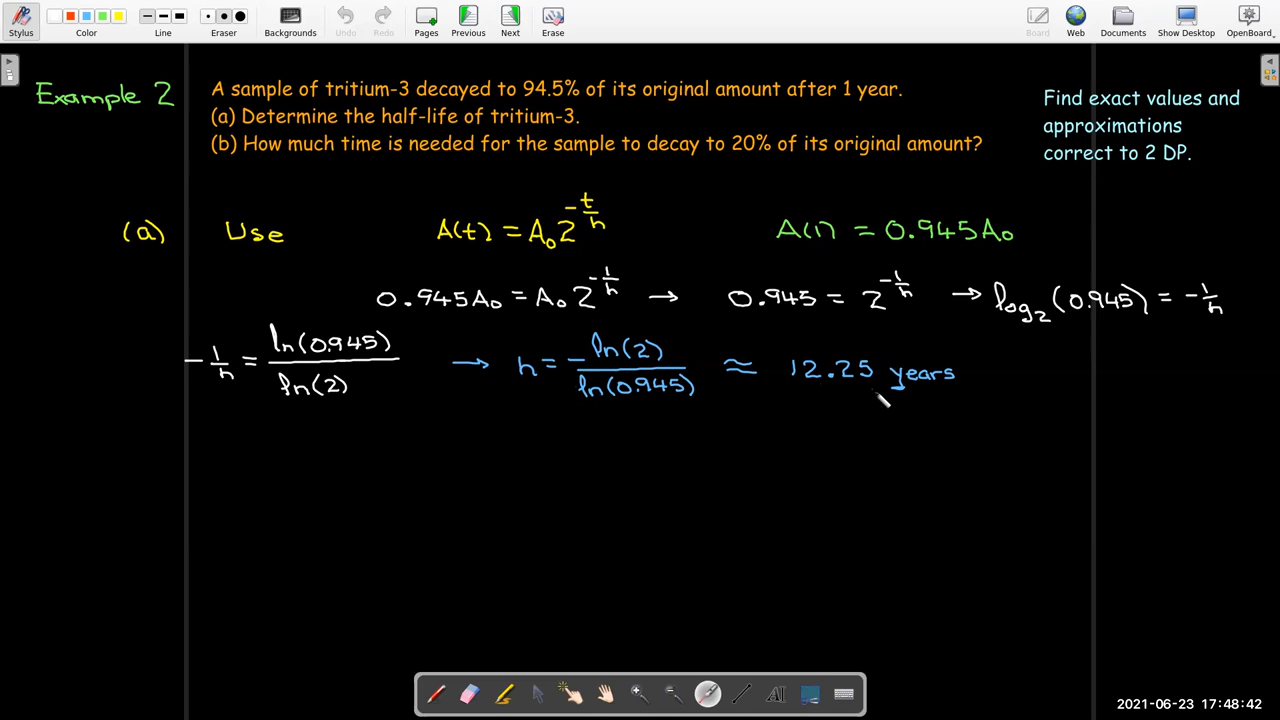 Stylus Color Line Eraser Backgrounds Undo Redo Pages Previous Next Erase Board Web Documents Show Desktop OpenBoard
Example 2
A sample of tritium-3 decayed to 94.5% of its original amount after 1 year.
(a) Determine the half-life of tritium-3.
(b) How much time is needed for the sample to decay to 20% of its original amount?
Find exact values and
approximations
correct to 2 DP.
(a) Use A(t) = A₀2^(-t/h) A(1) = 0.945A₀
0.945A₀ = A₀2^(-1/h) → 0.945 = 2^(-1/h) → log₂(0.945) = -1/h
-1/h = ln(0.945)/ln(2) → h = -ln(2)/ln(0.945) ≈ 12.25 years
AI
2021-06-23 17:48:42